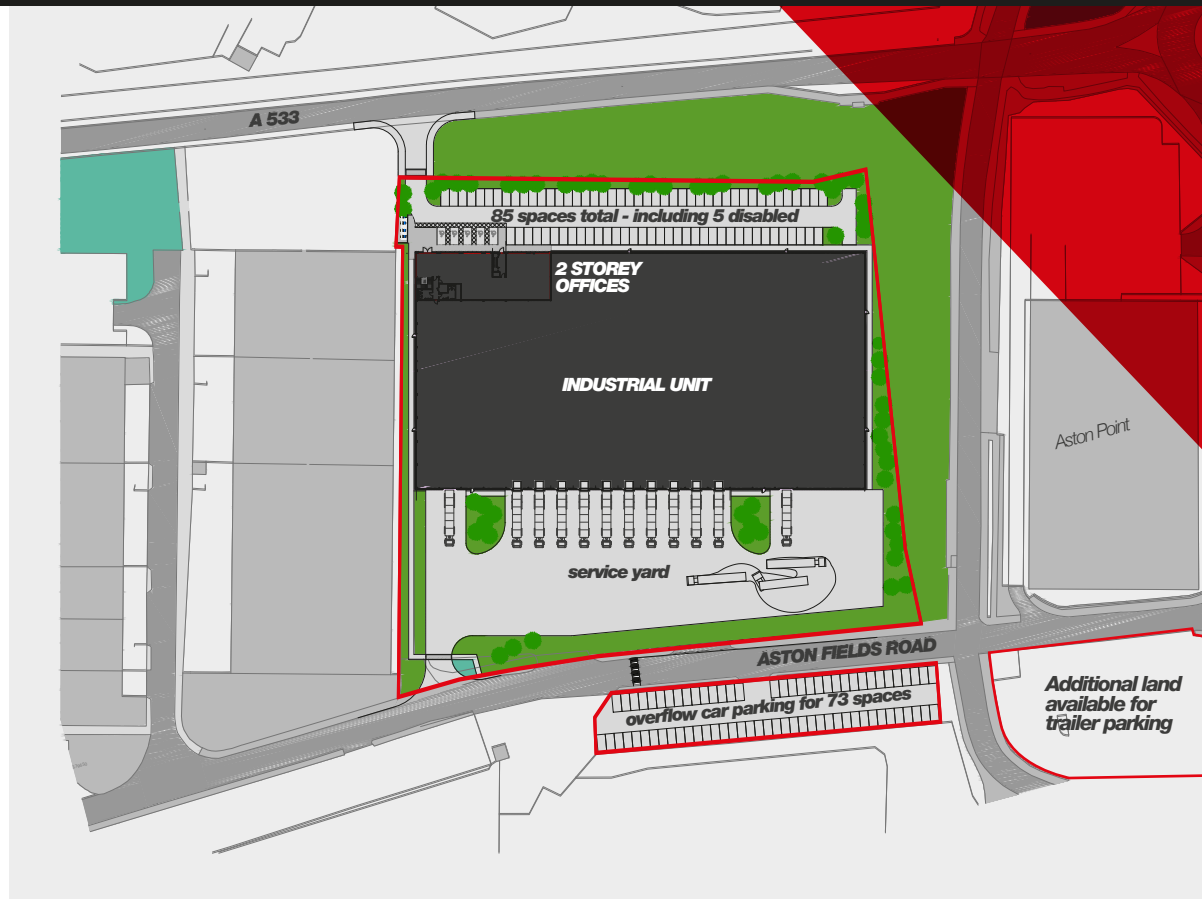 A 533
85 spaces total - including 5 disabled
2 STOREY
OFFICES
INDUSTRIAL UNIT
Aston Point
service yard
ASTON FIELDS ROAD
overflow car parking for 73 spaces
Additional land
available for
trailer parking